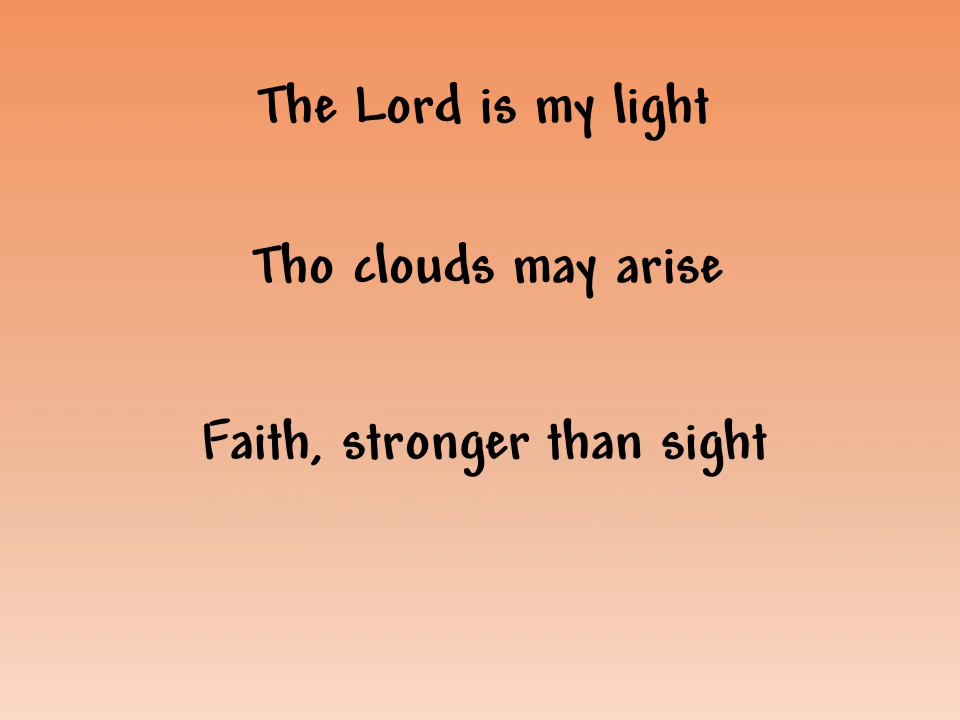 The Lord is my light
Tho clouds may arise
Faith, stronger than sight